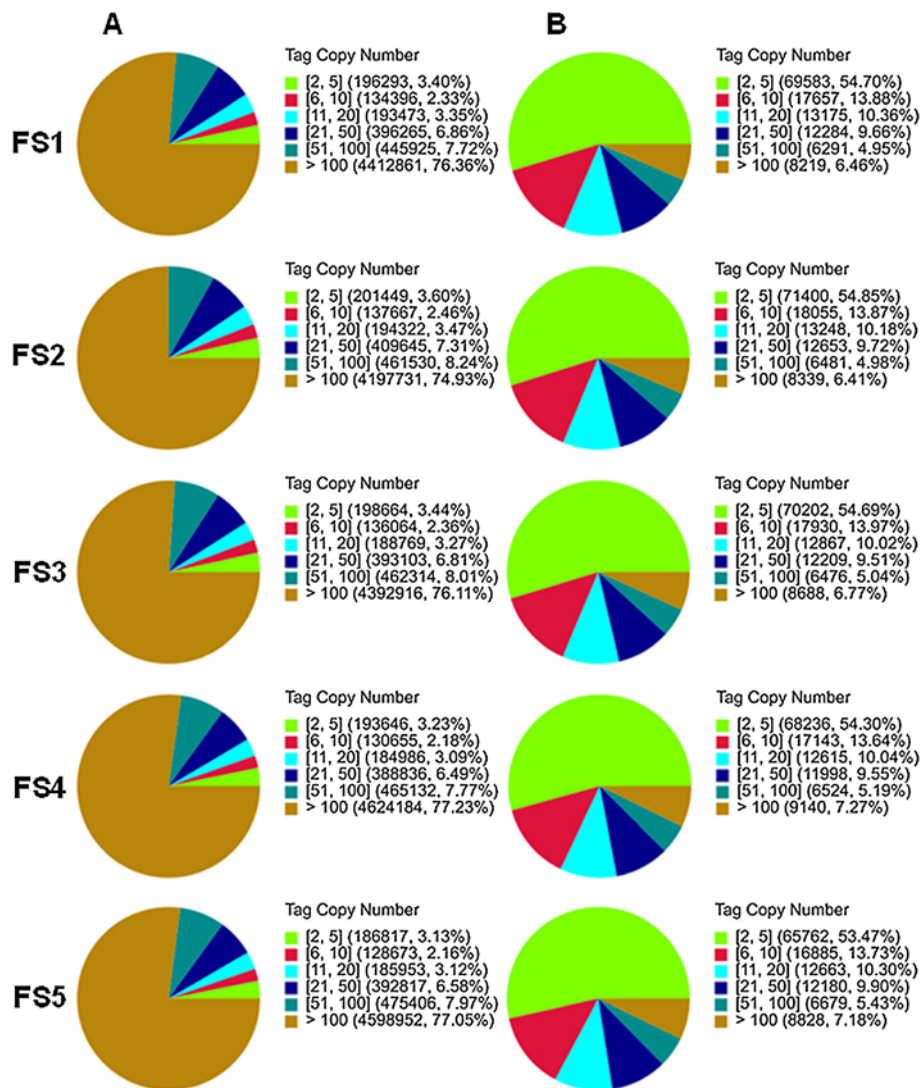 A
B
FS1
Tag Copy Number
[2, 5] (196293, 3.40%)
[6, 10] (134396, 2.33%)
[11, 20] (193473, 3.35%)
[21, 50] (396265, 6.86%)
[51, 100] (445925, 7.72%)
> 100 (4412861, 76.36%)
Tag Copy Number
[2, 5] (69583, 54.70%)
[6, 10] (17657, 13.88%)
[11, 20] (13175, 10.36%)
[21, 50] (12284, 9.66%)
[51, 100] (6291, 4.95%)
> 100 (8219, 6.46%)
FS2
Tag Copy Number
[2, 5] (201449, 3.60%)
[6, 10] (137667, 2.46%)
[11, 20] (194322, 3.47%)
[21, 50] (409645, 7.31%)
[51, 100] (461530, 8.24%)
> 100 (4197731, 74.93%)
Tag Copy Number
[2, 5] (71400, 54.85%)
[6, 10] (18055, 13.87%)
[11, 20] (13248, 10.18%)
[21, 50] (12653, 9.72%)
[51, 100] (6481, 4.98%)
> 100 (8339, 6.41%)
FS3
Tag Copy Number
[2, 5] (198664, 3.44%)
[6, 10] (136064, 2.36%)
[11, 20] (188769, 3.27%)
[21, 50] (393103, 6.81%)
[51, 100] (462314, 8.01%)
> 100 (4392916, 76.11%)
Tag Copy Number
[2, 5] (70202, 54.69%)
[6, 10] (17930, 13.97%)
[11, 20] (12867, 10.02%)
[21, 50] (12209, 9.51%)
[51, 100] (6476, 5.04%)
> 100 (8688, 6.77%)
FS4
Tag Copy Number
[2, 5] (193646, 3.23%)
[6, 10] (130655, 2.18%)
[11, 20] (184986, 3.09%)
[21, 50] (388836, 6.49%)
[51, 100] (465132, 7.77%)
> 100 (4624184, 77.23%)
Tag Copy Number
[2, 5] (68236, 54.30%)
[6, 10] (17143, 13.64%)
[11, 20] (12615, 10.04%)
[21, 50] (11998, 9.55%)
[51, 100] (6524, 5.19%)
> 100 (9140, 7.27%)
FS5
Tag Copy Number
[2, 5] (186817, 3.13%)
[6, 10] (128673, 2.16%)
[11, 20] (185953, 3.12%)
[21, 50] (392817, 6.58%)
[51, 100] (475406, 7.97%)
> 100 (4598952, 77.05%)
Tag Copy Number
[2, 5] (65762, 53.47%)
[6, 10] (16885, 13.73%)
[11, 20] (12663, 10.30%)
[21, 50] (12180, 9.90%)
[51, 100] (6679, 5.43%)
> 100 (8828, 7.18%)